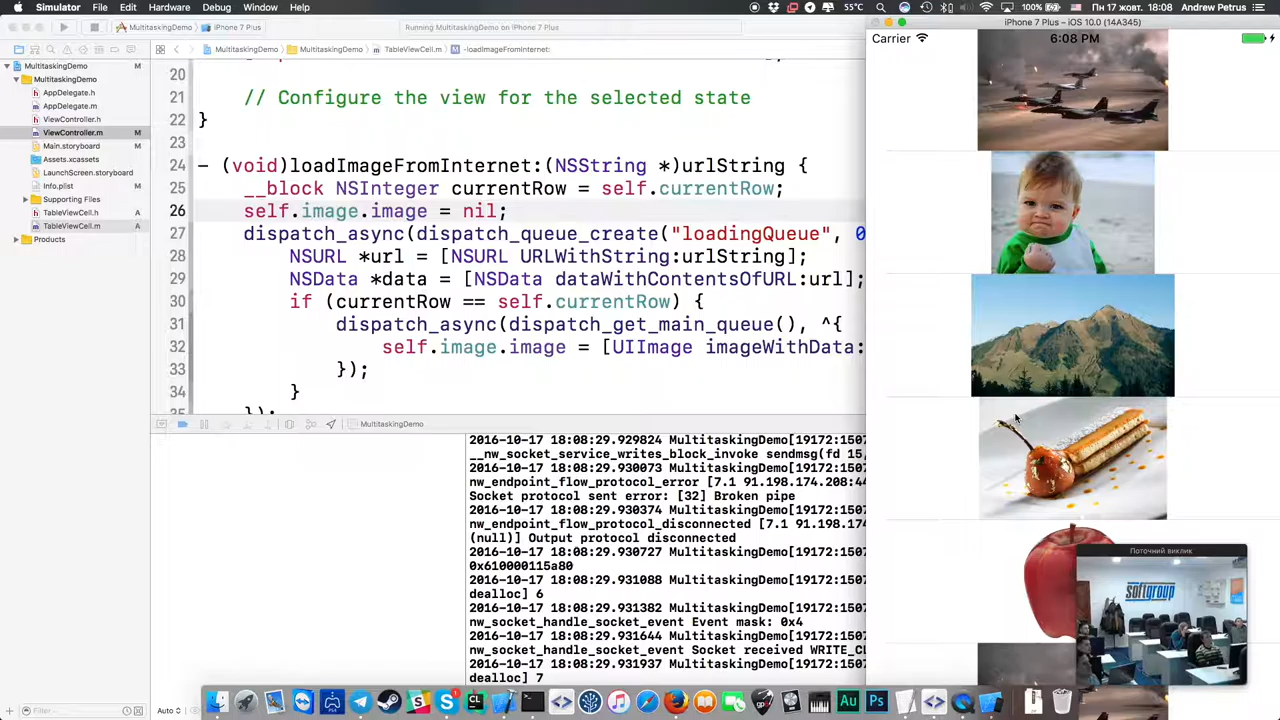 Simulator File Edit Hardware Debug Window Help
55°C 100% Пн 17 жовт. 18:08 Andrew Petrus
MultitaskingDemo iPhone 7 Plus
Running MultitaskingDemo on iPhone 7 Plus
iPhone 7 Plus – iOS 10.0 (14A345)
Carrier 6:08 PM
MultitaskingDemo MultitaskingDemo TableViewCell.m -loadImageFromInternet:
MultitaskingDemo M
MultitaskingDemo
AppDelegate.h
AppDelegate.m
ViewController.h
ViewController.m M
Main.storyboard M
Assets.xcassets
LaunchScreen.storyboard
Info.plist M
Supporting Files
TableViewCell.h A
TableViewCell.m A
Products
20
21 // Configure the view for the selected state
22 }
23
24 – (void)loadImageFromInternet:(NSString *)urlString {
25 __block NSInteger currentRow = self.currentRow;
26 self.image.image = nil;
27 dispatch_async(dispatch_queue_create("loadingQueue", 0
28 NSURL *url = [NSURL URLWithString:urlString];
29 NSData *data = [NSData dataWithContentsOfURL:url];
30 if (currentRow == self.currentRow) {
31 dispatch_async(dispatch_get_main_queue(), ^{
32 self.image.image = [UIImage imageWithData:
33 });
34 }
35 });
MultitaskingDemo
2016-10-17 18:08:29.929824 MultitaskingDemo[19172:1507
__nw_socket_service_writes_block_invoke sendmsg(fd 15,
2016-10-17 18:08:29.930073 MultitaskingDemo[19172:1507
nw_endpoint_flow_protocol_error [7.1 91.198.174.208:44
Socket protocol sent error: [32] Broken pipe
2016-10-17 18:08:29.930374 MultitaskingDemo[19172:1507
nw_endpoint_flow_protocol_disconnected [7.1 91.198.174
(null)] Output protocol disconnected
2016-10-17 18:08:29.930727 MultitaskingDemo[19172:1507
0x610000115a80
2016-10-17 18:08:29.931088 MultitaskingDemo[19172:1507
dealloc] 6
2016-10-17 18:08:29.931382 MultitaskingDemo[19172:1507
nw_socket_handle_socket_event Event mask: 0x4
2016-10-17 18:08:29.931644 MultitaskingDemo[19172:1507
nw_socket_handle_socket_event Socket received WRITE_CL
2016-10-17 18:08:29.931937 MultitaskingDemo[19172:1507
dealloc] 7
Поточний виклик
softgroup
Filter
Auto
Au
Ps